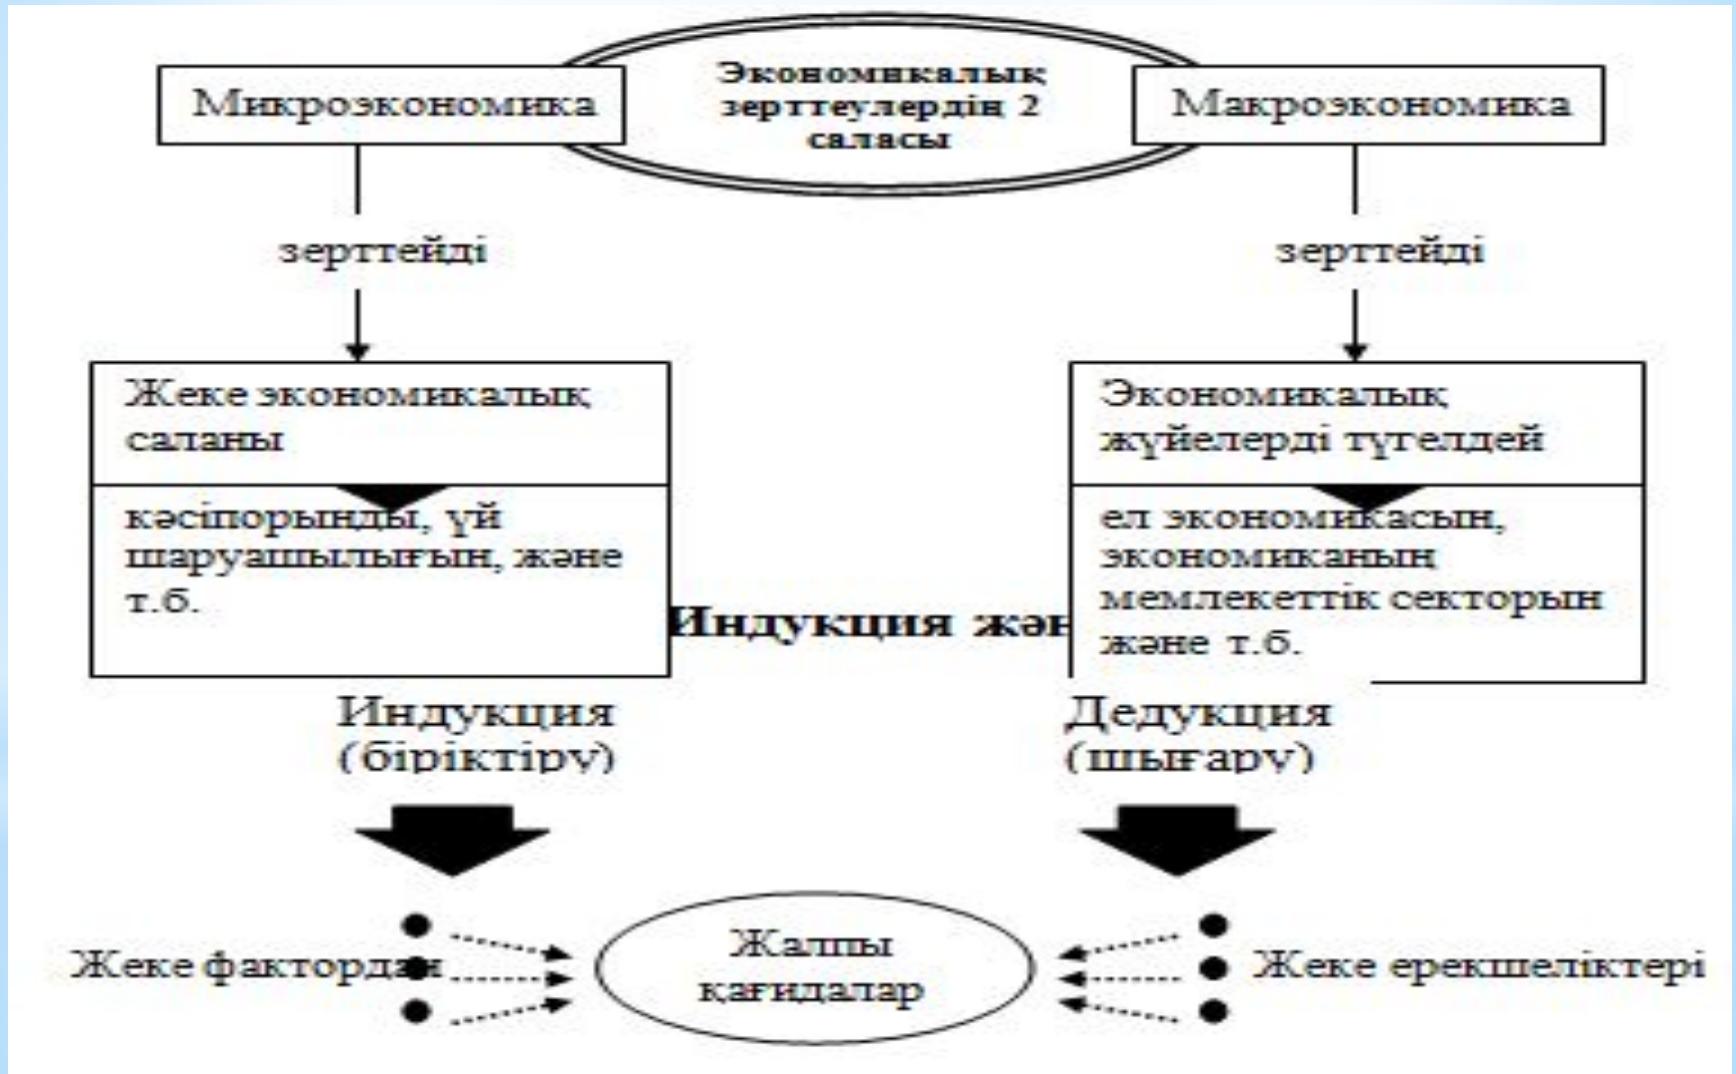 Экономикалық
зерттеулердің 2
саласы
Микроэкономика
Макроэкономика
зерттейді
зерттейді
Жеке экономикалық
саланы
кәсіпорынды, үй
шаруашылығын, және
т.б.
Экономикалық
жүйелерді түгелдей
ел экономикасын,
экономиканың
мемлекеттік секторын
және т.б.
Индукция жән
Индукция
(біріктіру)
Дедукция
(шығару)
Жеке фактордан
Жалпы
қағидалар
Жеке ерекшеліктері